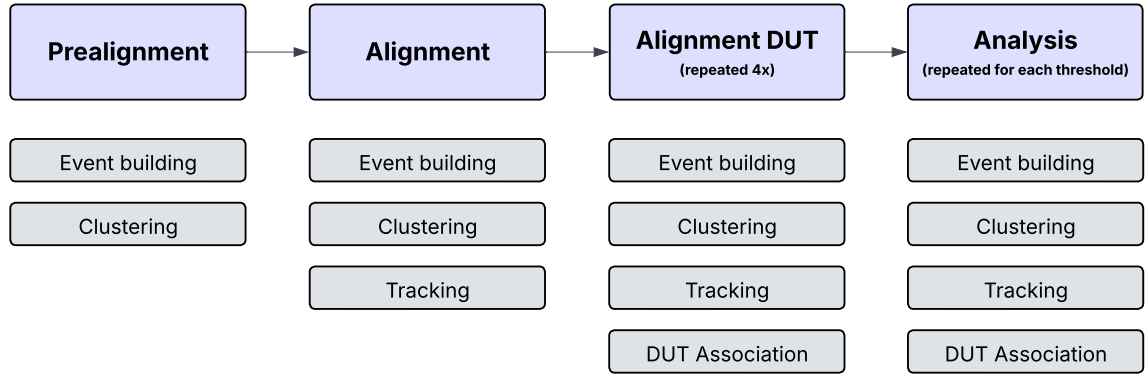 Prealignment
Alignment
Alignment DUT
(repeated 4x)
Analysis
(repeated for each threshold)
Event building
Event building
Event building
Event building
Clustering
Clustering
Clustering
Clustering
Tracking
Tracking
Tracking
DUT Association
DUT Association